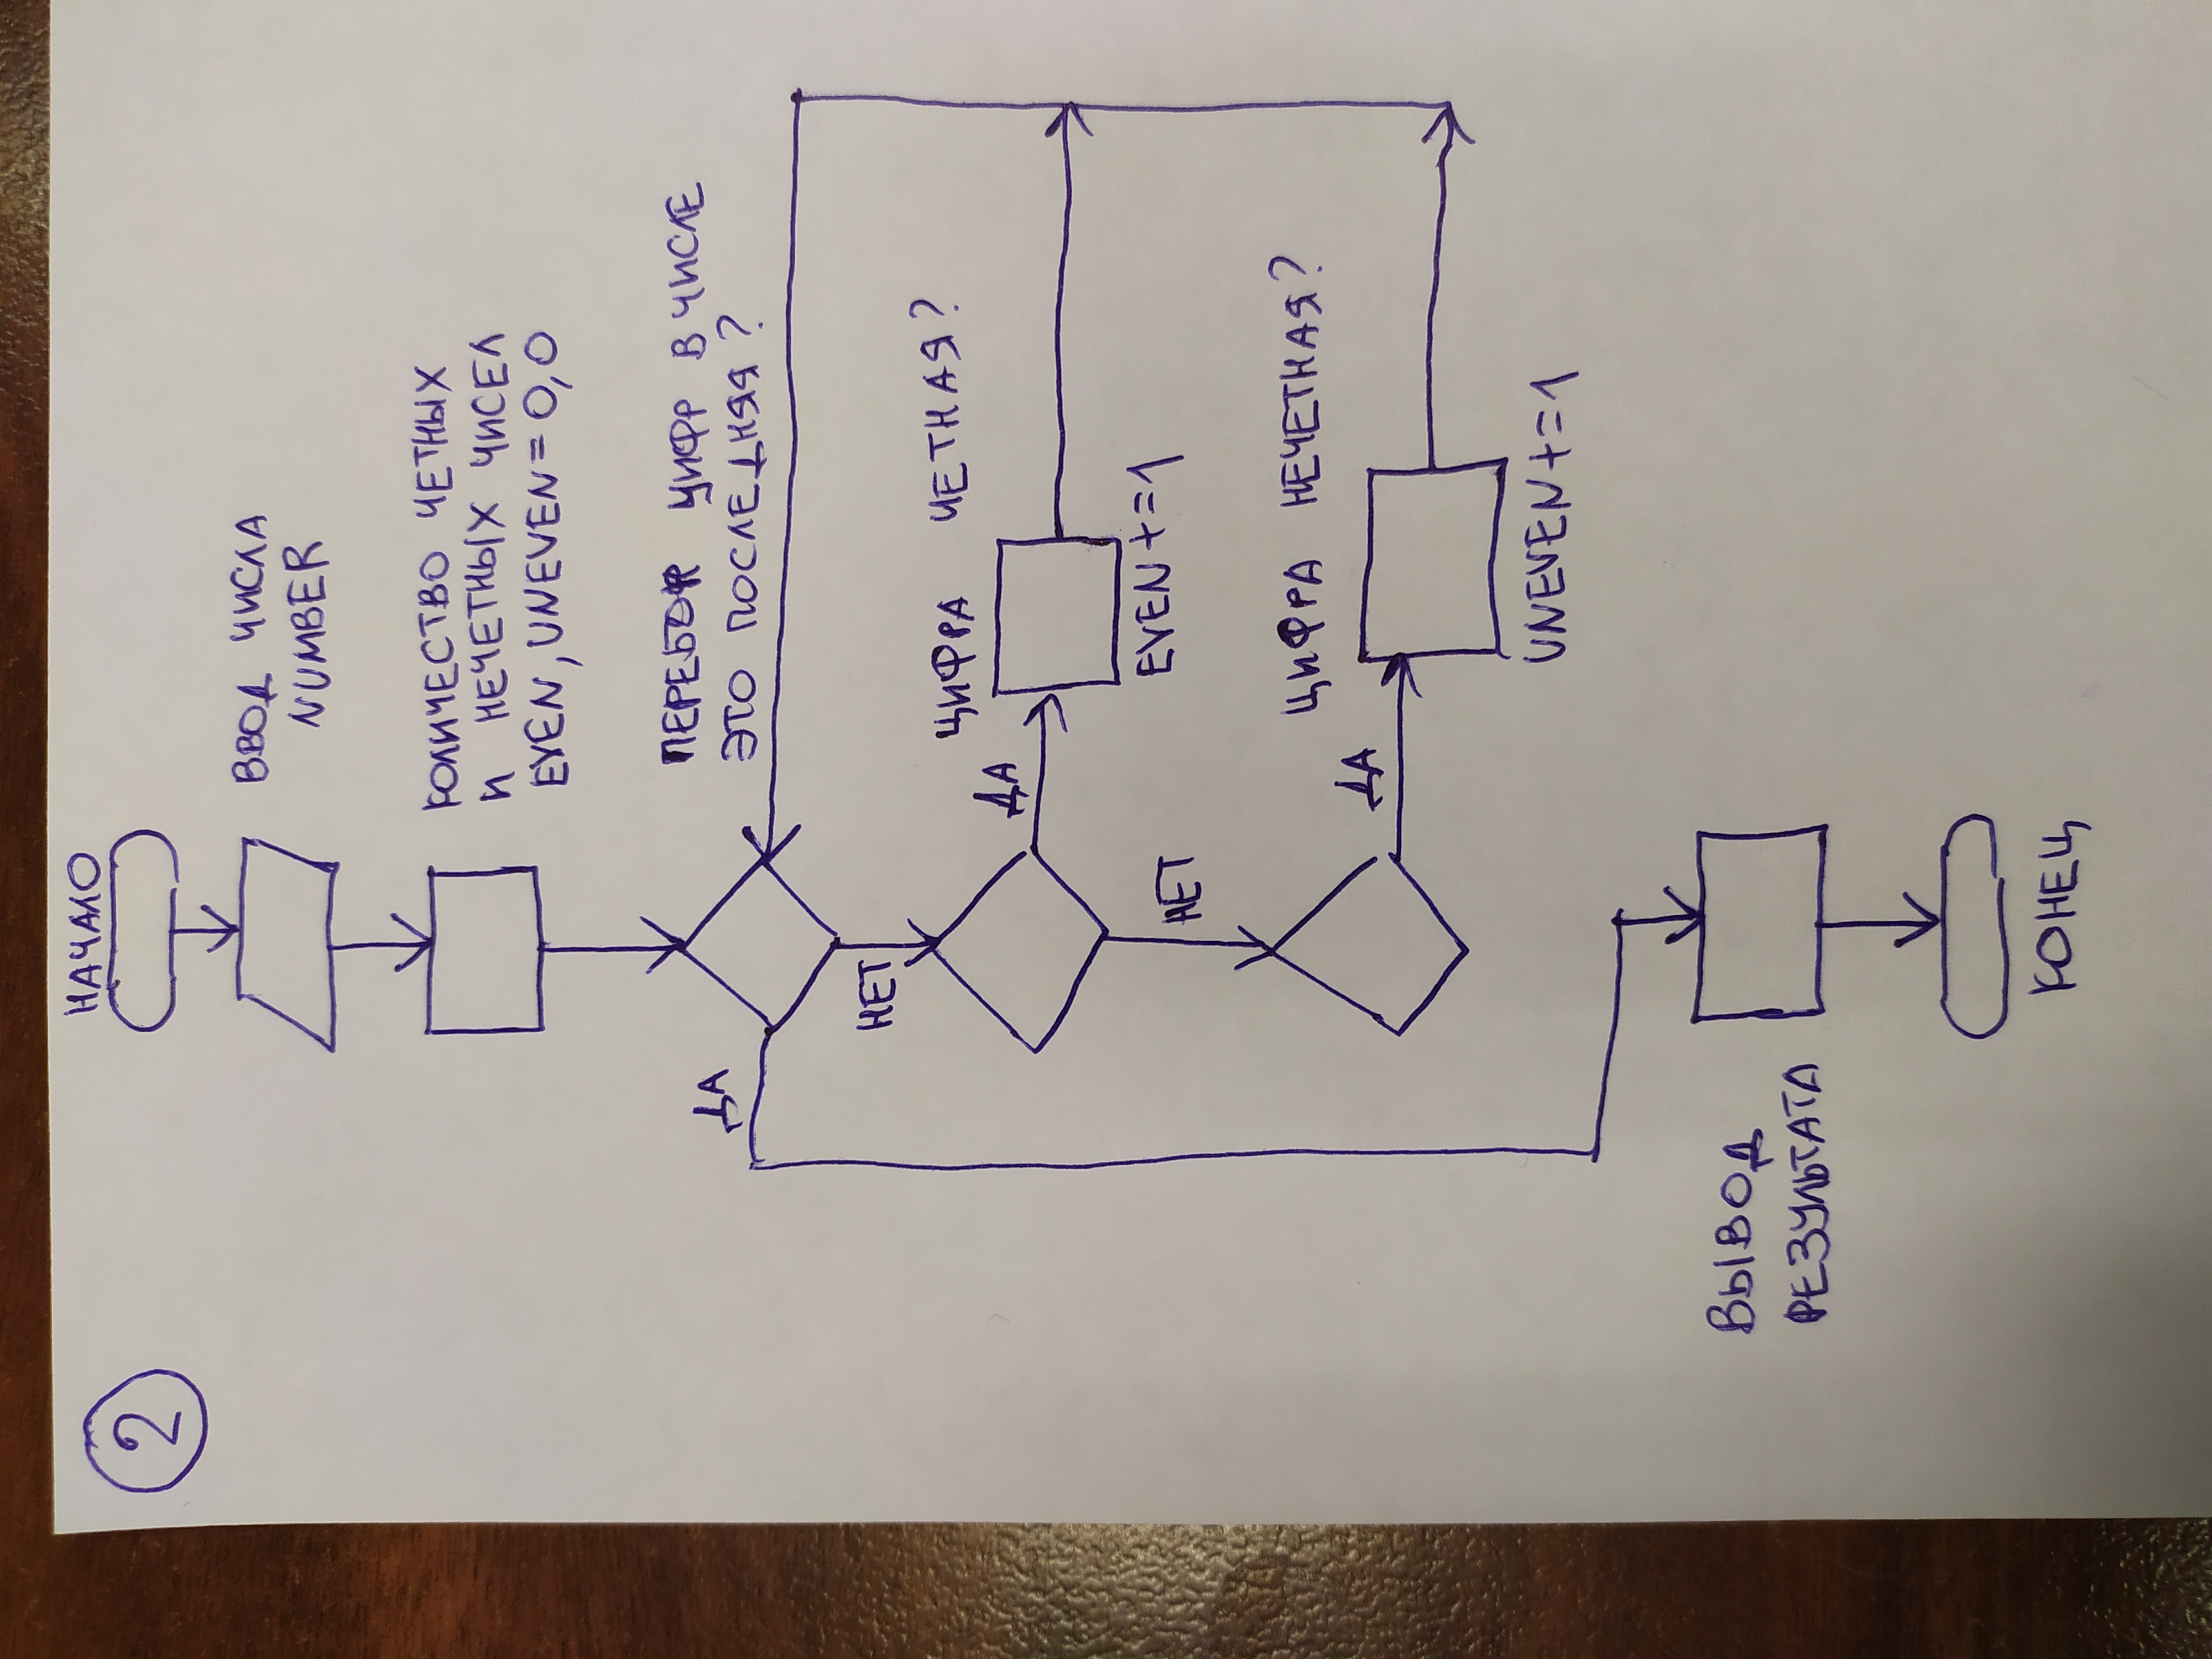 2
НАЧАЛО
ВВОД ЧИСЛА
NUMBER
КОЛИЧЕСТВО ЧЕТНЫХ
И НЕЧЕТНЫХ ЧИСЕЛ
EVEN, UNEVEN = 0,0
ПЕРЕБОР ЦИФР В ЧИСЛЕ
ЭТО ПОСЛЕДНЯЯ?
ДА
НЕТ
ЦИФРА ЧЕТНАЯ?
ДА
EVEN+=1
НЕТ
ЦИФРА НЕЧЕТНАЯ?
ДА
UNEVEN+=1
ВЫВОД
РЕЗУЛЬТАТА
КОНЕЦ